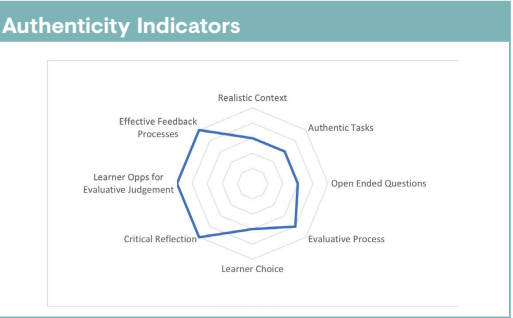 Authenticity Indicators
Realistic Context
Effective Feedback
Processes
Authentic Tasks
Learner Opps for
Evaluative Judgement
Open Ended Questions
Critical Reflection
Evaluative Process
Learner Choice